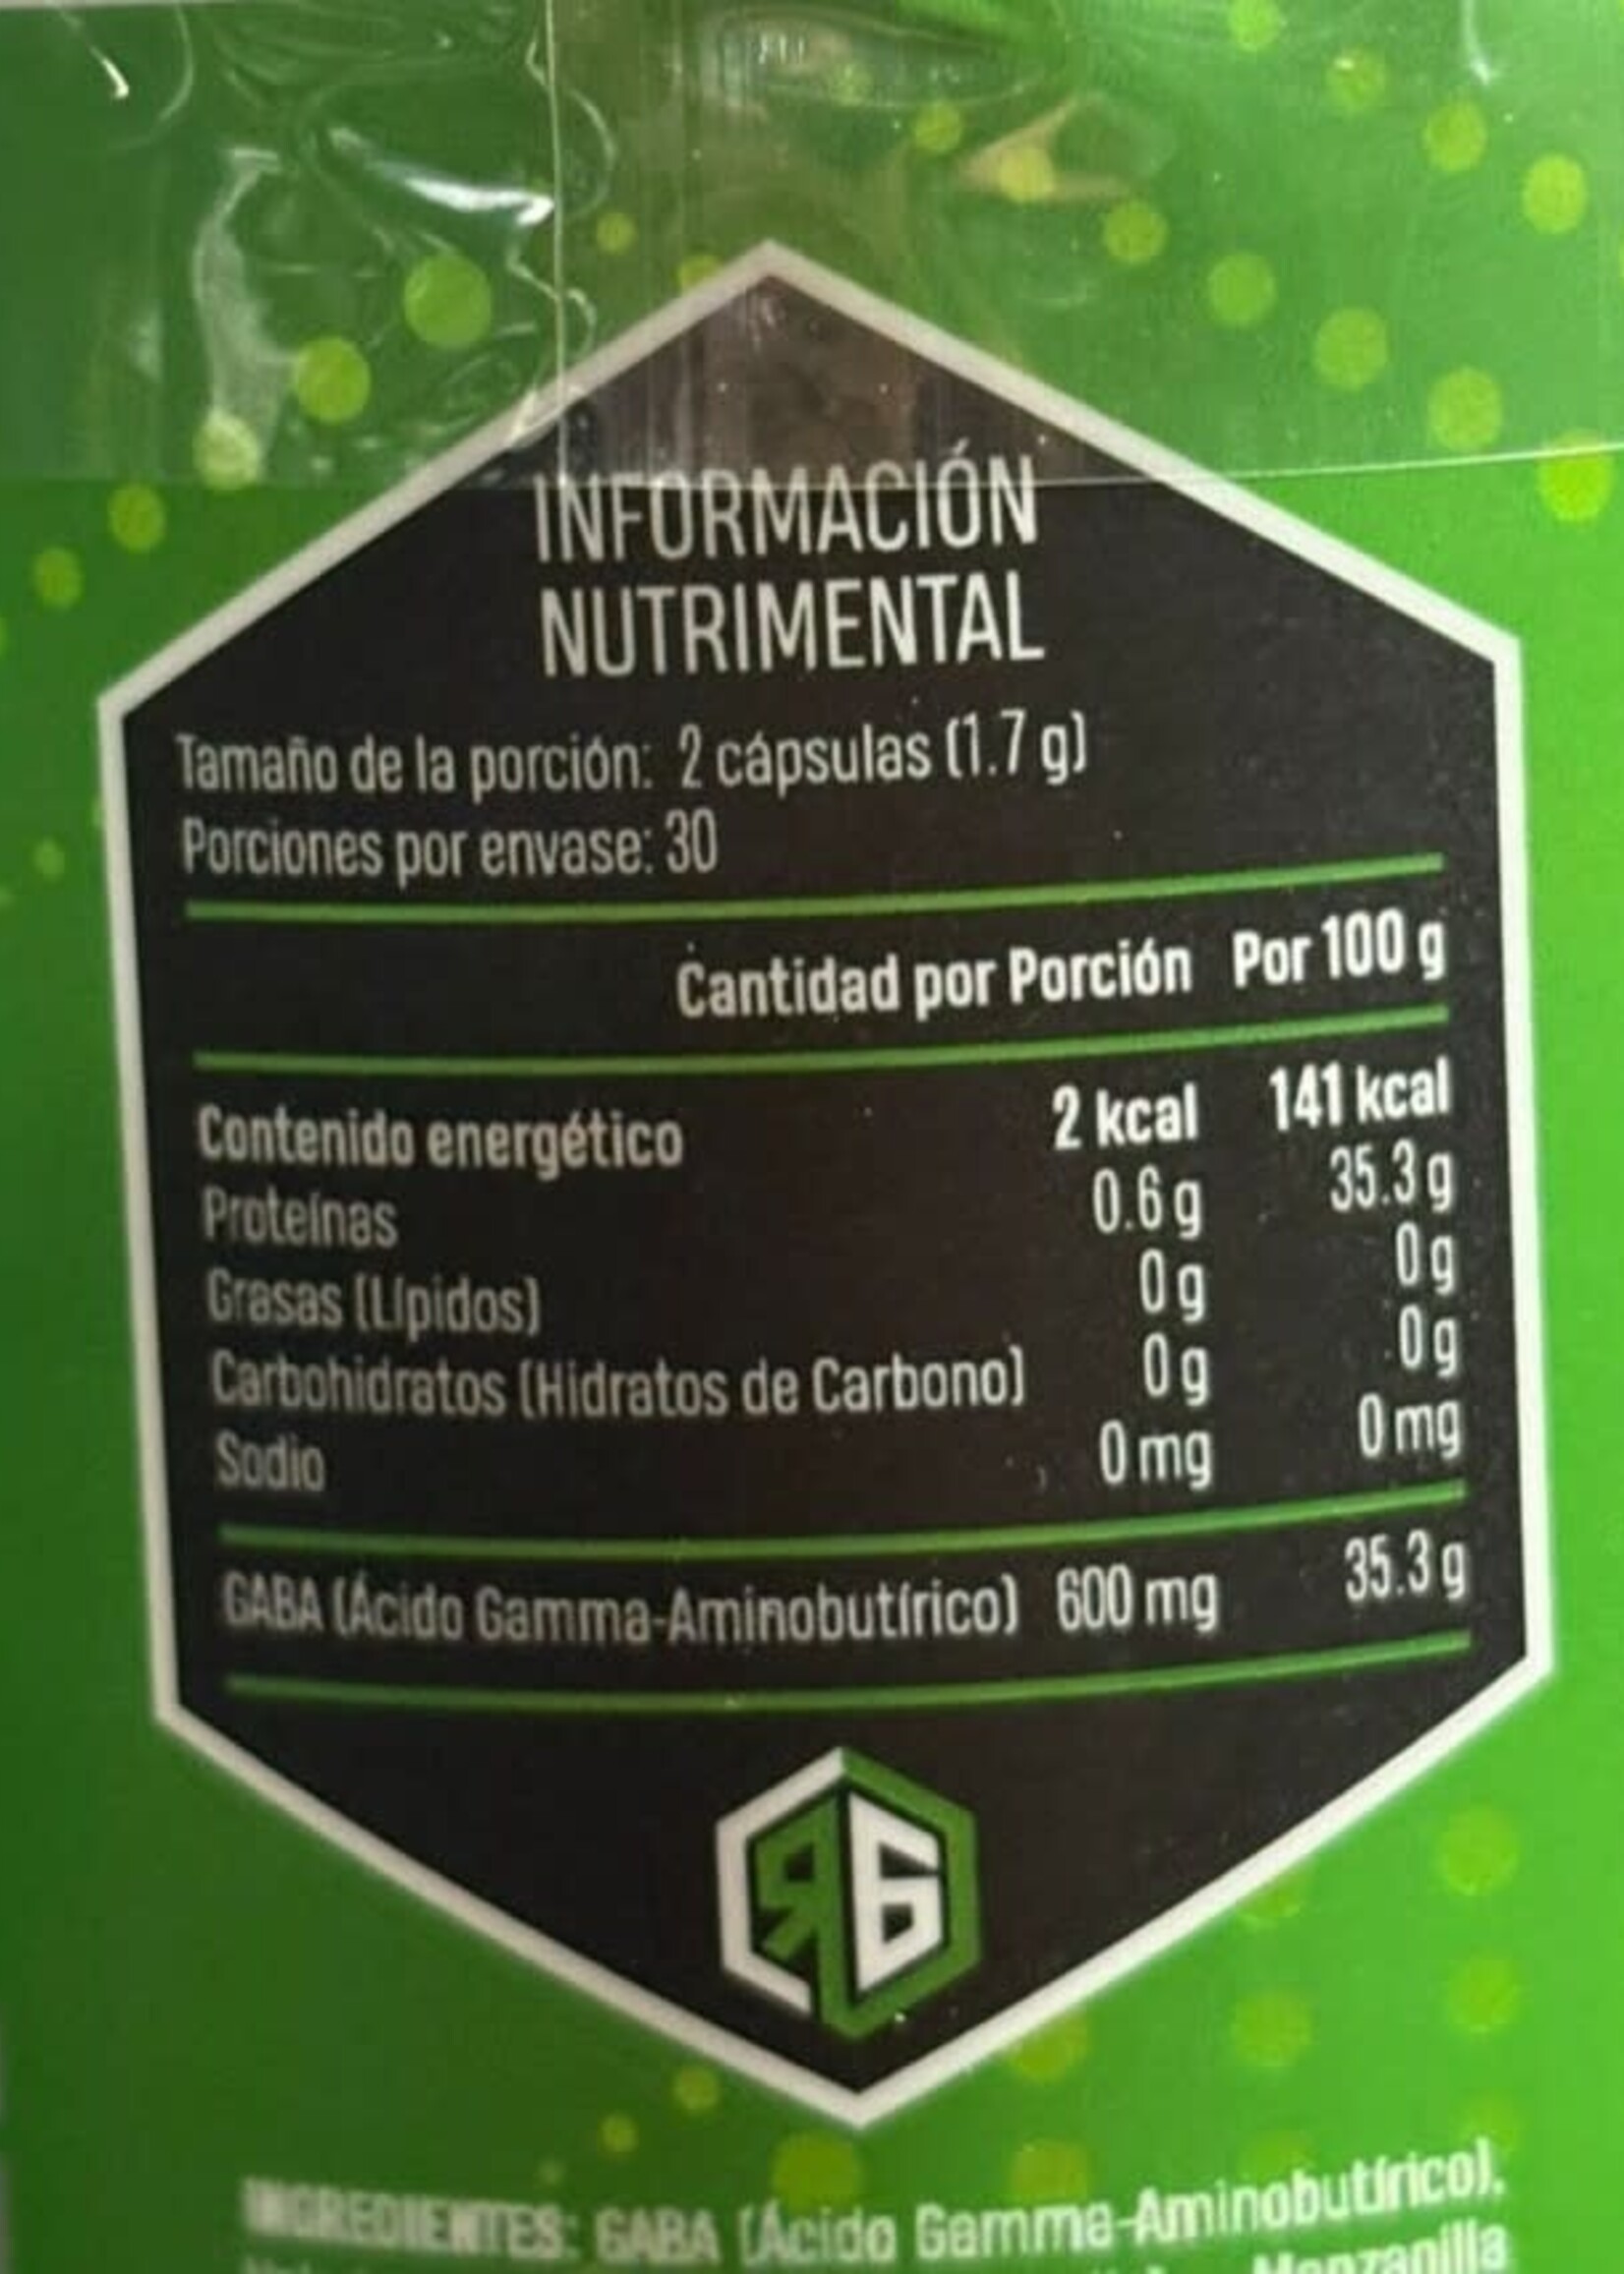 INFORMACIÓN
NUTRIMENTAL
Tamaño de la porción: 2 cápsulas (1.7 g)
Porciones por envase: 30
Cantidad por Porción Por 100 g
Contenido energético 2 kcal 141 kcal
Proteínas 0.6 g 35.3 g
Grasas (Lípidos) 0 g 0 g
Carbohidratos (Hidratos de Carbono) 0 g 0 g
Sodio 0 mg 0 mg
GABA (Ácido Gamma-Aminobutírico) 600 mg 35.3 g
INGREDIENTES: GABA (Ácido Gamma-Aminobutírico),
Manzanilla